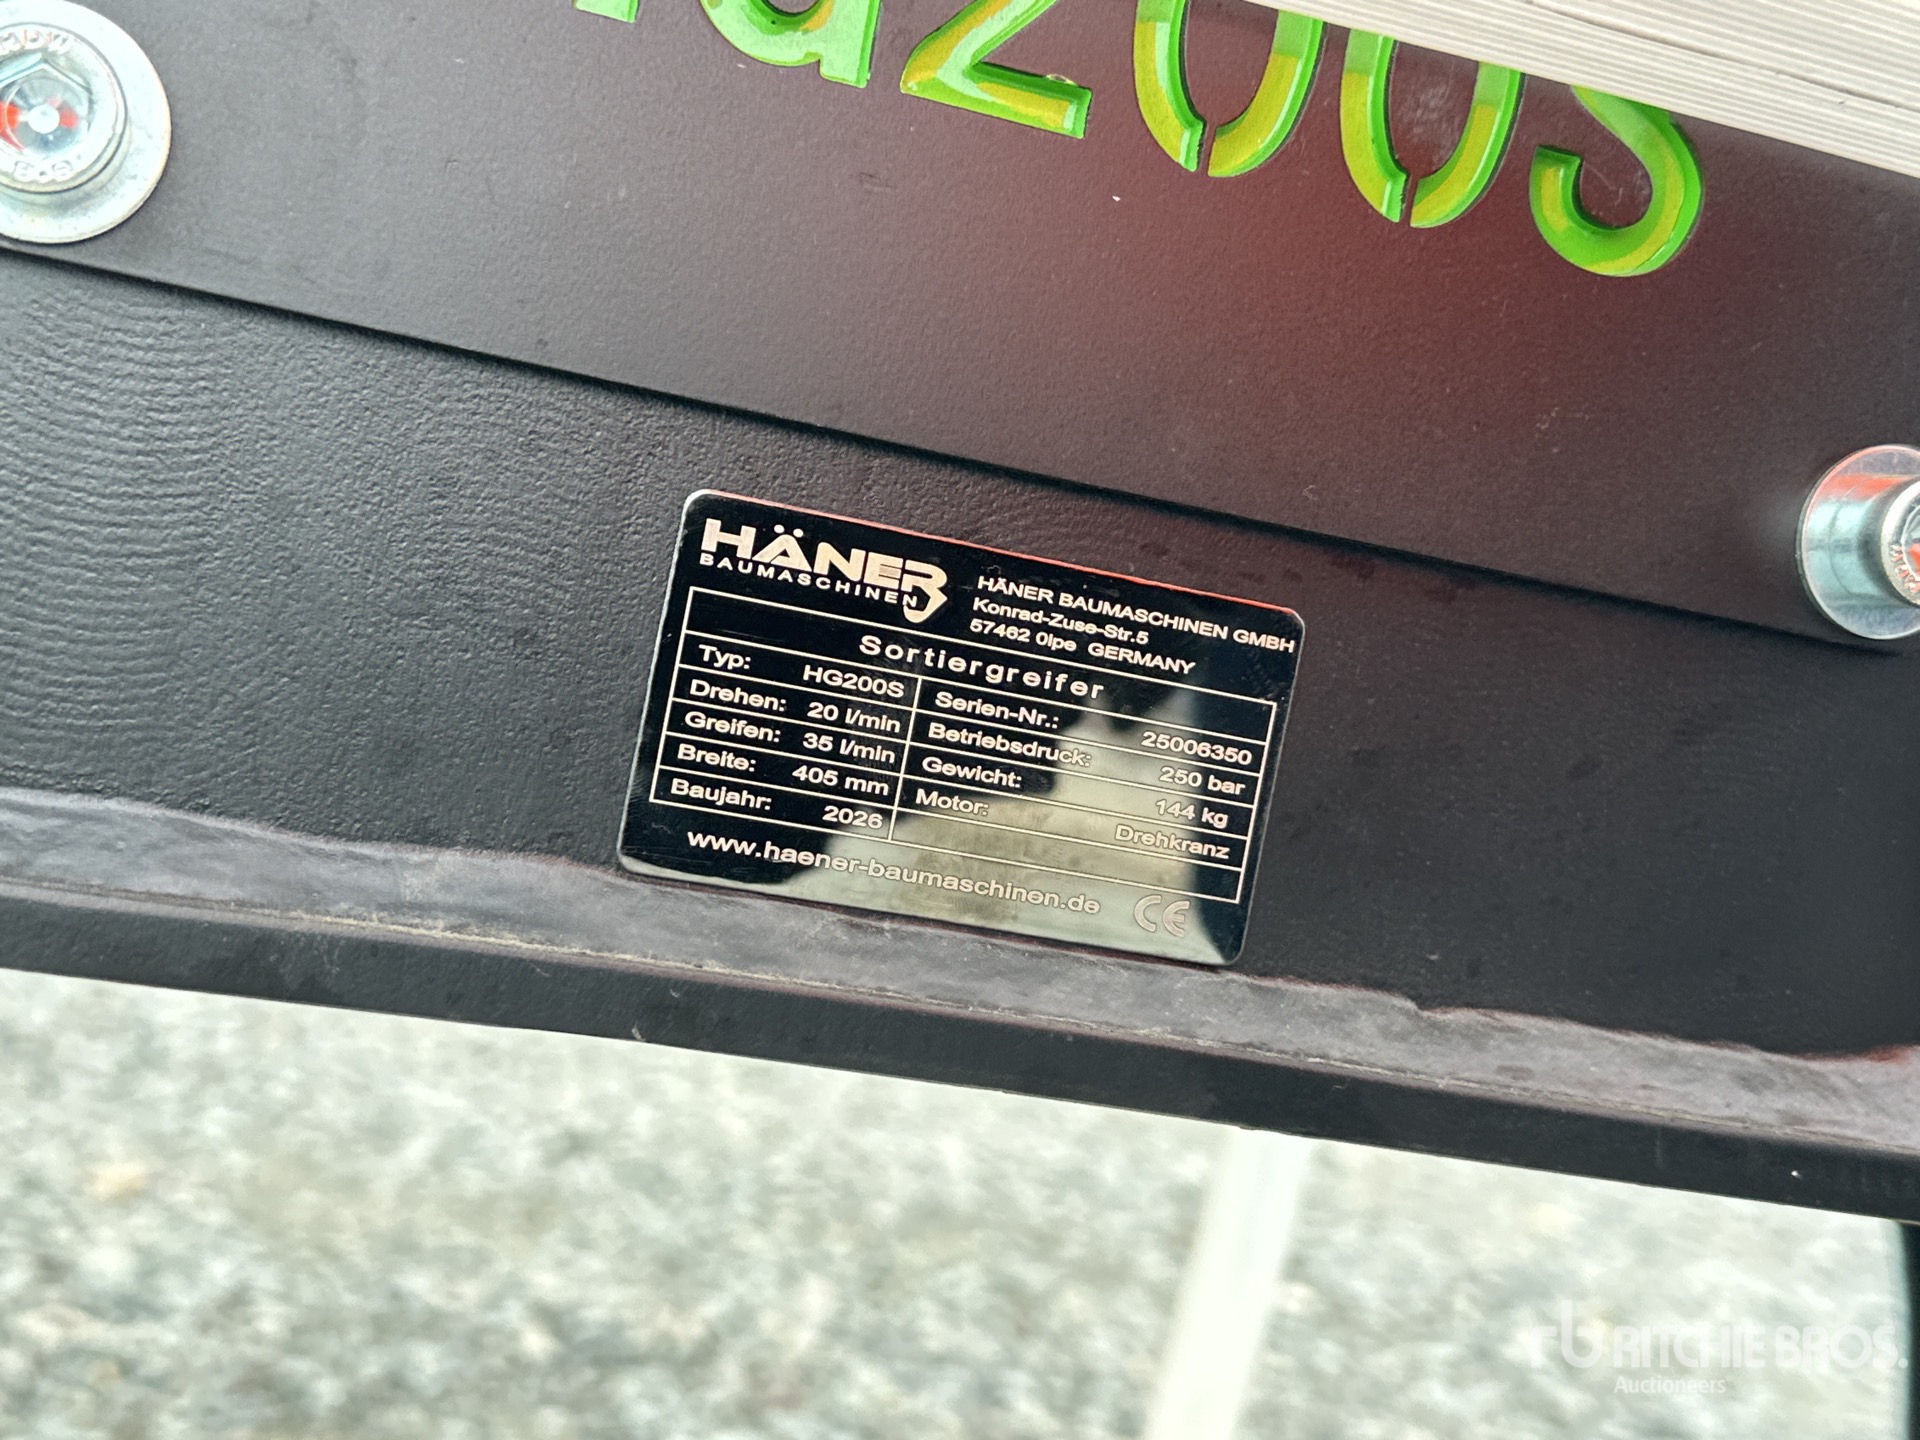 G200S
HÄNER
BAUMASCHINEN
HÄNER BAUMASCHINEN GMBH
Konrad-Zuse-Str.5
57462 Olpe GERMANY
Sortiergreifer
Typ: HG200S
Serien-Nr.: 25006350
Drehen: 20 l/min
Betriebsdruck: 250 bar
Greifen: 35 l/min
Gewicht: 144 kg
Breite: 405 mm
Motor: Drehkranz
Baujahr: 2026
www.haener-baumaschinen.de
CE
rb RITCHIE BROS.
Auctioneers